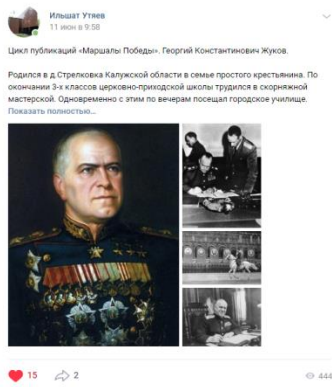 Ильшат Утяев
11 июн в 9:58
Цикл публикаций «Маршалы Победы». Георгий Константинович Жуков.
Родился в д.Стрелковка Калужской области в семье простого крестьянина. По
окончании 3-х классов церковно-приходской школы трудился в скорняжной
мастерской. Одновременно с этим по вечерам посещал городское училище.
Показать полностью...
15 2 444